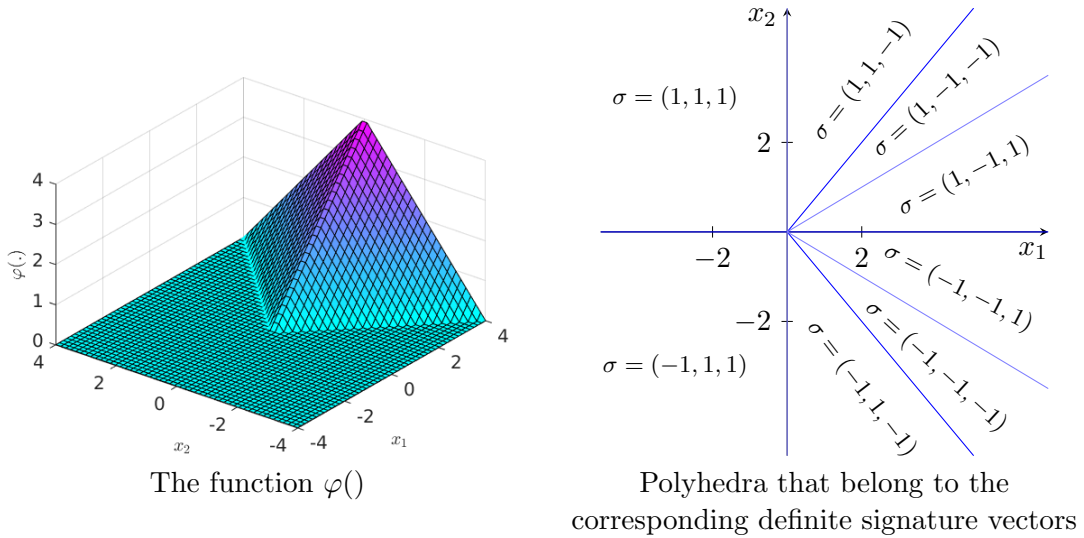 4
3
2
1
0
φ(.)
4
2
0
-2
-4
x₂
-4
-2
0
2
4
x₁
The function φ()
x₂
σ = (1, 1, 1)
σ = (1, 1, −1)
σ = (1, −1, −1)
2
σ = (1, −1, 1)
−2
2
x₁
σ = (−1, −1, 1)
−2
σ = (−1, 1, 1)
σ = (−1, 1, −1)
σ = (−1, −1, −1)
Polyhedra that belong to the
corresponding definite signature vectors